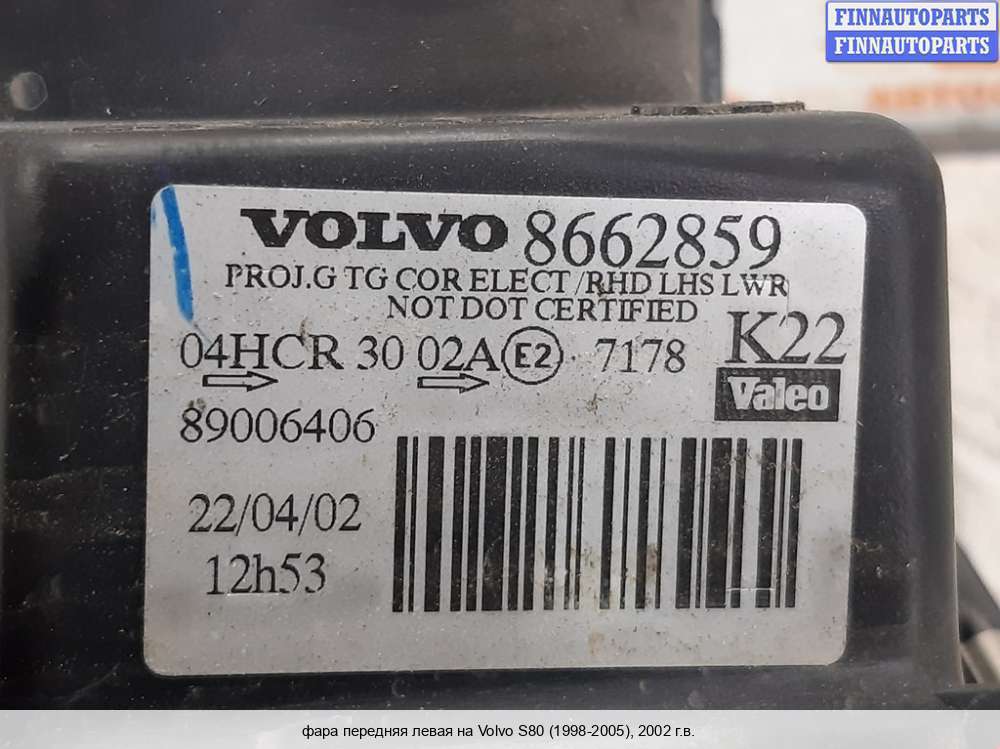 FINNAUTOPARTS
FINNAUTOPARTS
VOLVO 8662859
PROJ.G TG COR ELECT/RHD LHS LWR
NOT DOT CERTIFIED
04HCR 30 02A E2 7178 K22
Valeo
89006406
22/04/02
12h53
фара передняя левая на Volvo S80 (1998-2005), 2002 г.в.